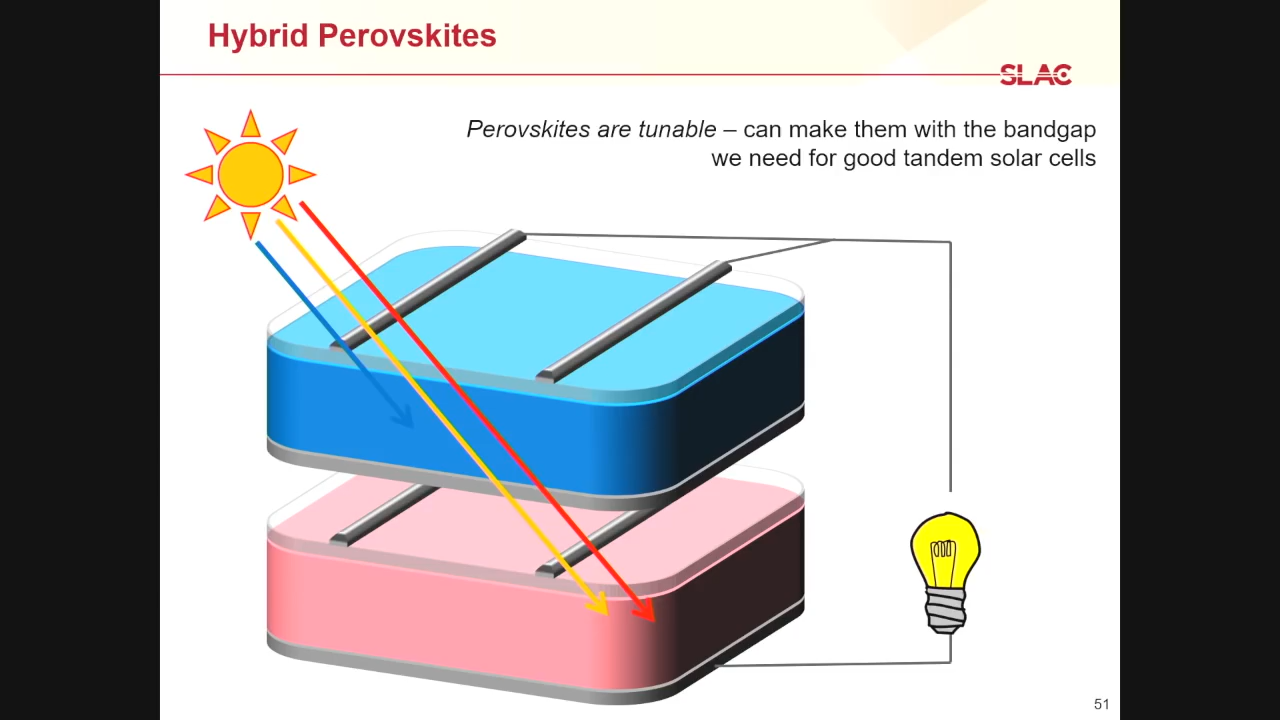 Hybrid Perovskites
SLAC
Perovskites are tunable – can make them with the bandgap
we need for good tandem solar cells
51